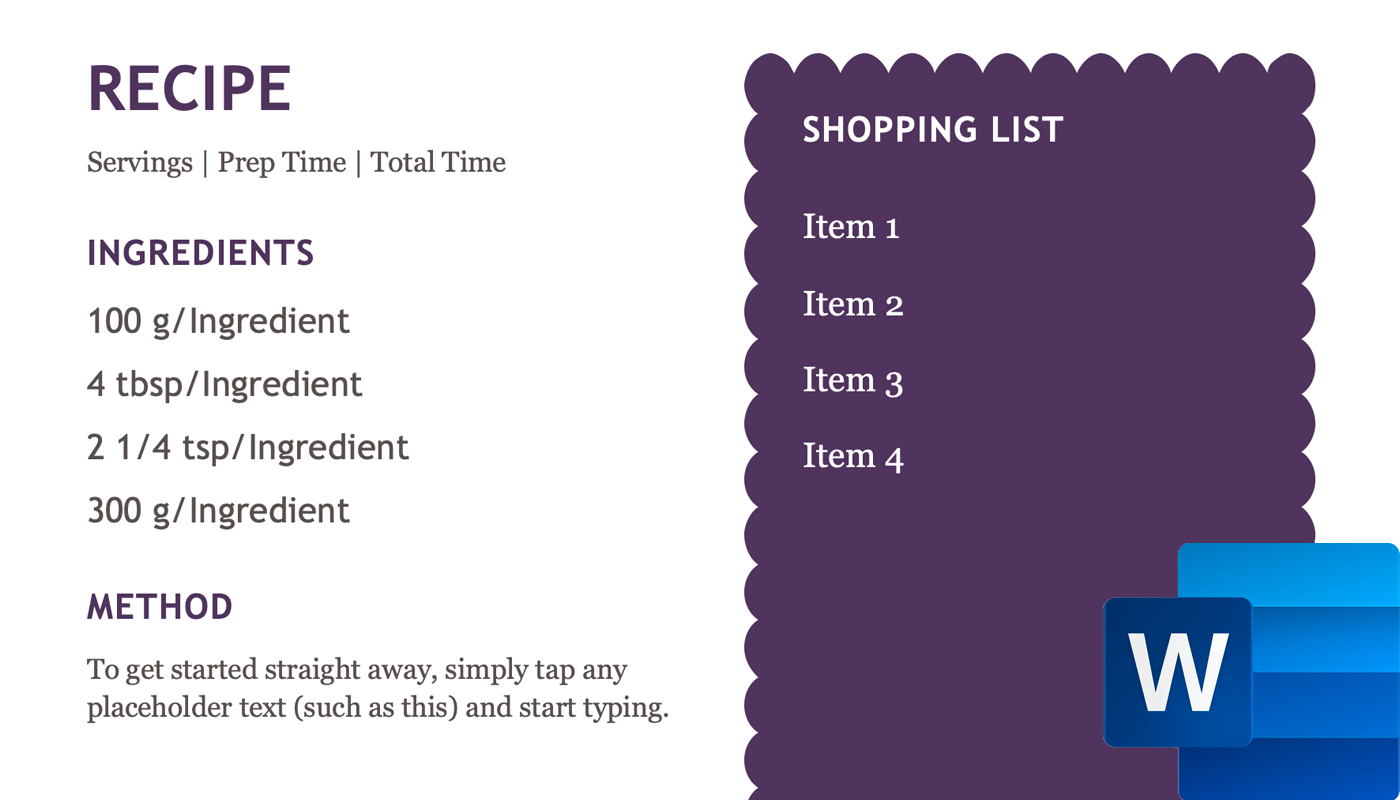 RECIPE
Servings | Prep Time | Total Time
INGREDIENTS
100 g/Ingredient
4 tbsp/Ingredient
2 1/4 tsp/Ingredient
300 g/Ingredient
METHOD
To get started straight away, simply tap any
placeholder text (such as this) and start typing.
SHOPPING LIST
Item 1
Item 2
Item 3
Item 4
W